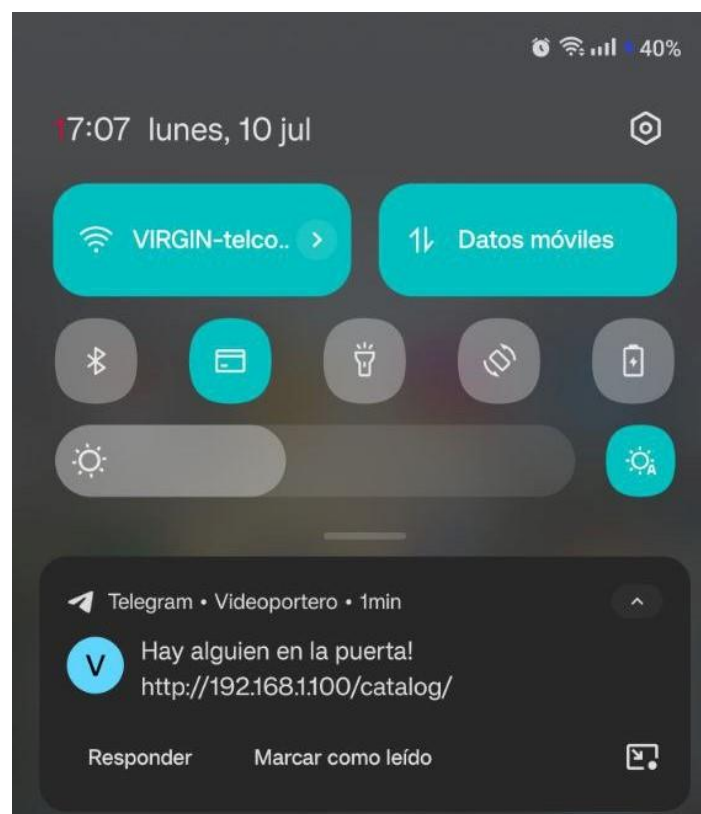 40%
17:07 lunes, 10 jul
VIRGIN-telco..
Datos móviles
Telegram • Videoportero • 1min
V
Hay alguien en la puerta!
http://192.168.1.100/catalog/
Responder
Marcar como leído